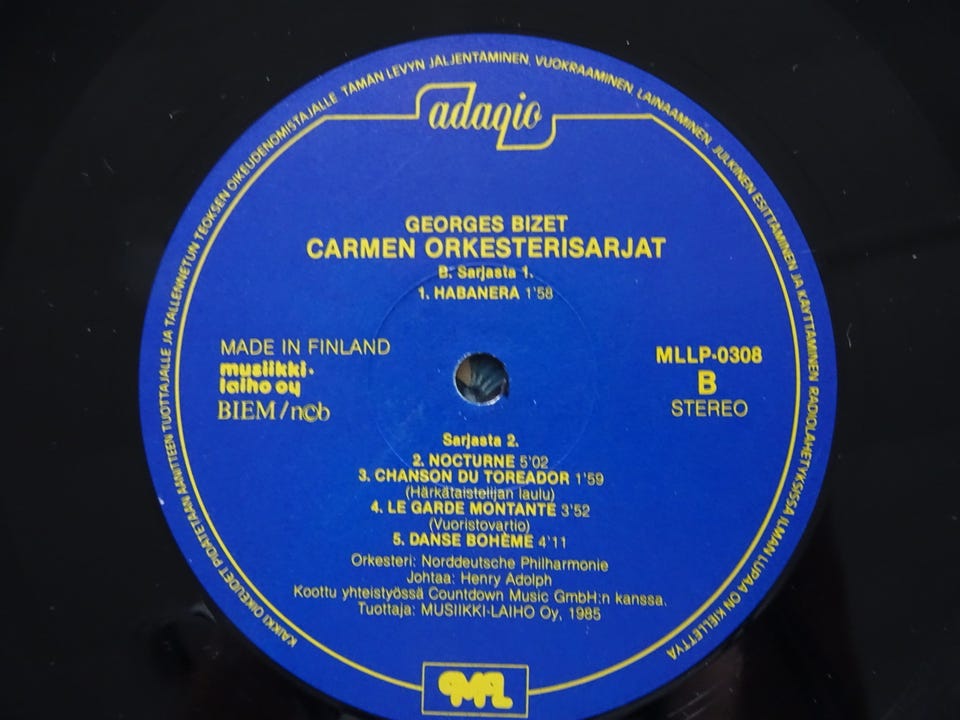 KAIKKI OIKEUDET PIDÄTETÄÄN ÄÄNITTEEN TUOTTAJALLE JA TALLENNETUN TEOKSEN OIKEUDENOMISTAJALLE TÄMÄN LEVYN JÄLJENTÄMINEN, VUOKRAAMINEN, LAINAAMINEN, JULKINEN ESITTÄMINEN JA KÄYTTÄMINEN RADIOLÄHETYKSISSÄ ILMAN LUPAA ON KIELLETTYÄ
adagio
GEORGES BIZET
CARMEN ORKESTERISARJAT
B. Sarjasta 1.
1. HABANERA 1'58
MADE IN FINLAND
musiikki-
laiho oy
BIEM/ncb
MLLP-0308
B
STEREO
Sarjasta 2.
2. NOCTURNE 5'02
3. CHANSON DU TOREADOR 1'59
(Härkätaistelijan laulu)
4. LE GARDE MONTANTE 3'52
(Vuoristovartio)
5. DANSE BOHÈME 4'11
Orkesteri: Norddeutsche Philharmonie
Johtaa: Henry Adolph
Koottu yhteistyössä Countdown Music GmbH:n kanssa.
Tuottaja: MUSIIKKI-LAIHO Oy, 1985